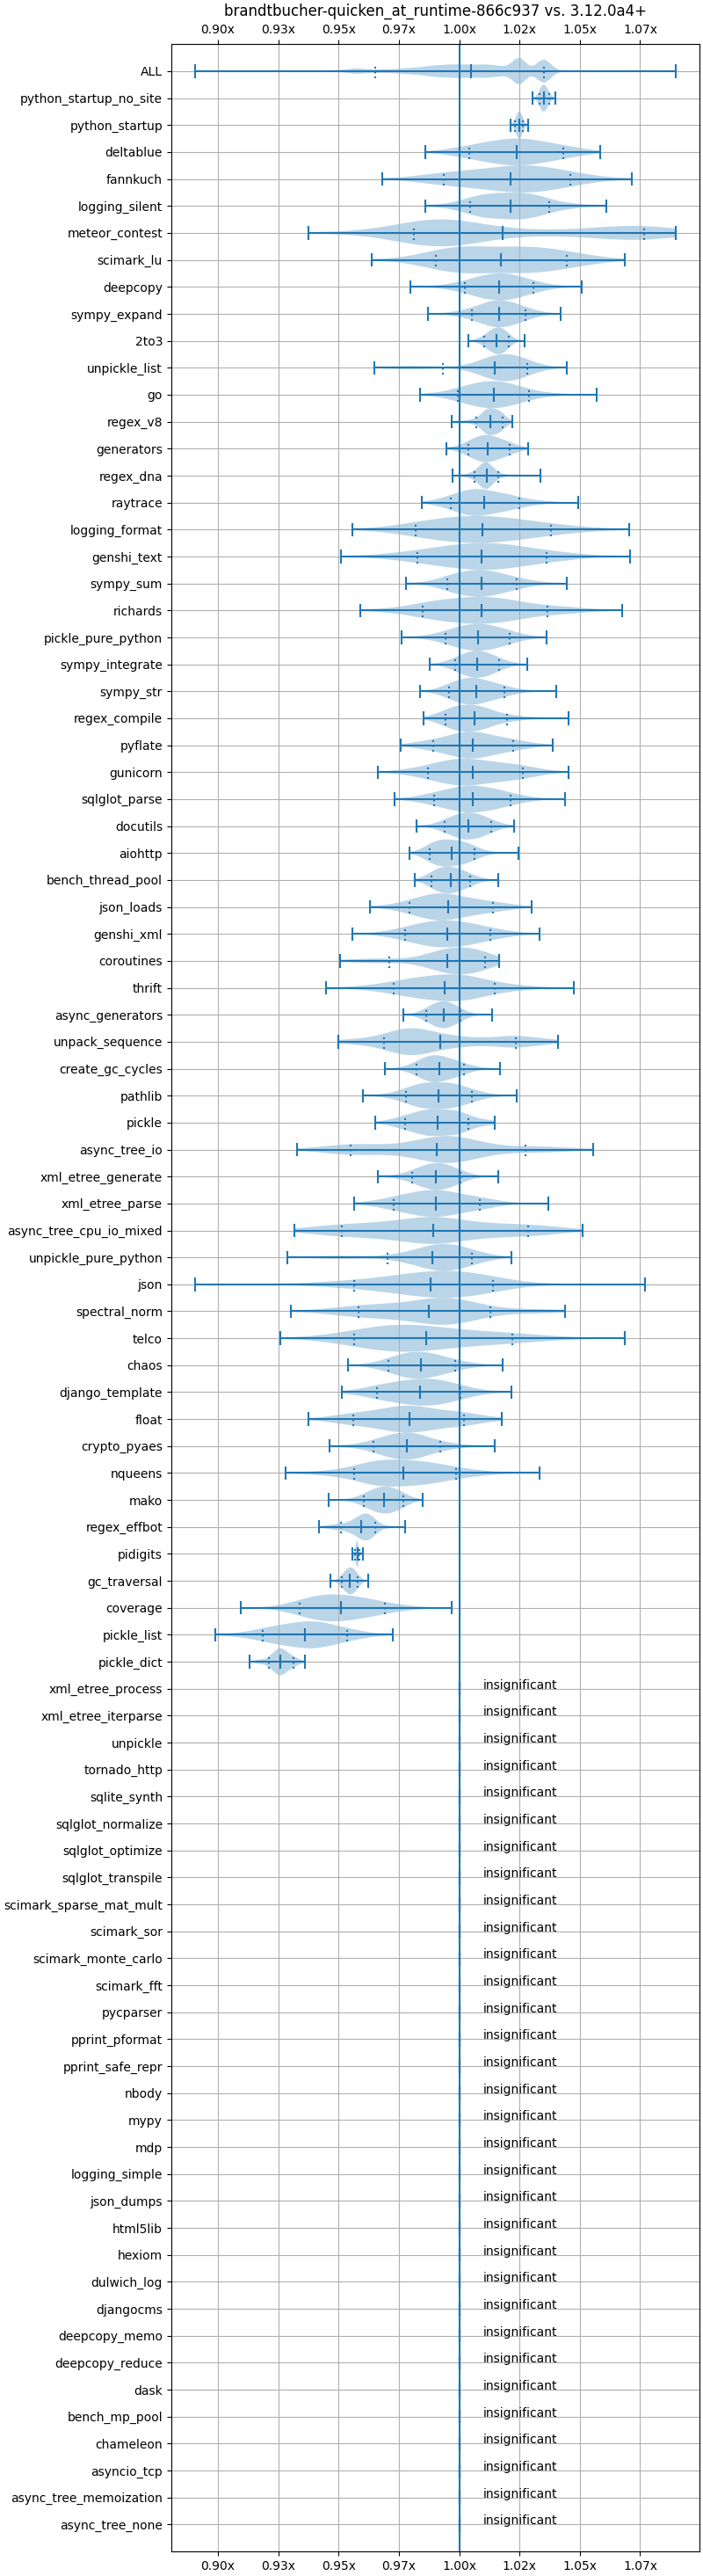 brandtbucher-quicken_at_runtime-866c937 vs. 3.12.0a4+
0.90x 0.93x 0.95x 0.97x 1.00x 1.02x 1.05x 1.07x
ALL
python_startup_no_site
python_startup
deltablue
fannkuch
logging_silent
meteor_contest
scimark_lu
deepcopy
sympy_expand
2to3
unpickle_list
go
regex_v8
generators
regex_dna
raytrace
logging_format
genshi_text
sympy_sum
richards
pickle_pure_python
sympy_integrate
sympy_str
regex_compile
pyflate
gunicorn
sqlglot_parse
docutils
aiohttp
bench_thread_pool
json_loads
genshi_xml
coroutines
thrift
async_generators
unpack_sequence
create_gc_cycles
pathlib
pickle
async_tree_io
xml_etree_generate
xml_etree_parse
async_tree_cpu_io_mixed
unpickle_pure_python
json
spectral_norm
telco
chaos
django_template
float
crypto_pyaes
nqueens
mako
regex_effbot
pidigits
gc_traversal
coverage
pickle_list
pickle_dict
xml_etree_process insignificant
xml_etree_iterparse insignificant
unpickle insignificant
tornado_http insignificant
sqlite_synth insignificant
sqlglot_normalize insignificant
sqlglot_optimize insignificant
sqlglot_transpile insignificant
scimark_sparse_mat_mult insignificant
scimark_sor insignificant
scimark_monte_carlo insignificant
scimark_fft insignificant
pycparser insignificant
pprint_pformat insignificant
pprint_safe_repr insignificant
nbody insignificant
mypy insignificant
mdp insignificant
logging_simple insignificant
json_dumps insignificant
html5lib insignificant
hexiom insignificant
dulwich_log insignificant
djangocms insignificant
deepcopy_memo insignificant
deepcopy_reduce insignificant
dask insignificant
bench_mp_pool insignificant
chameleon insignificant
asyncio_tcp insignificant
async_tree_memoization insignificant
async_tree_none insignificant
0.90x 0.93x 0.95x 0.97x 1.00x 1.02x 1.05x 1.07x